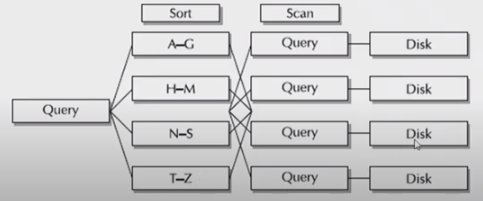 Sort Scan
A–G Query Disk
H–M Query Disk
Query
N–S Query Disk
T–Z Query Disk